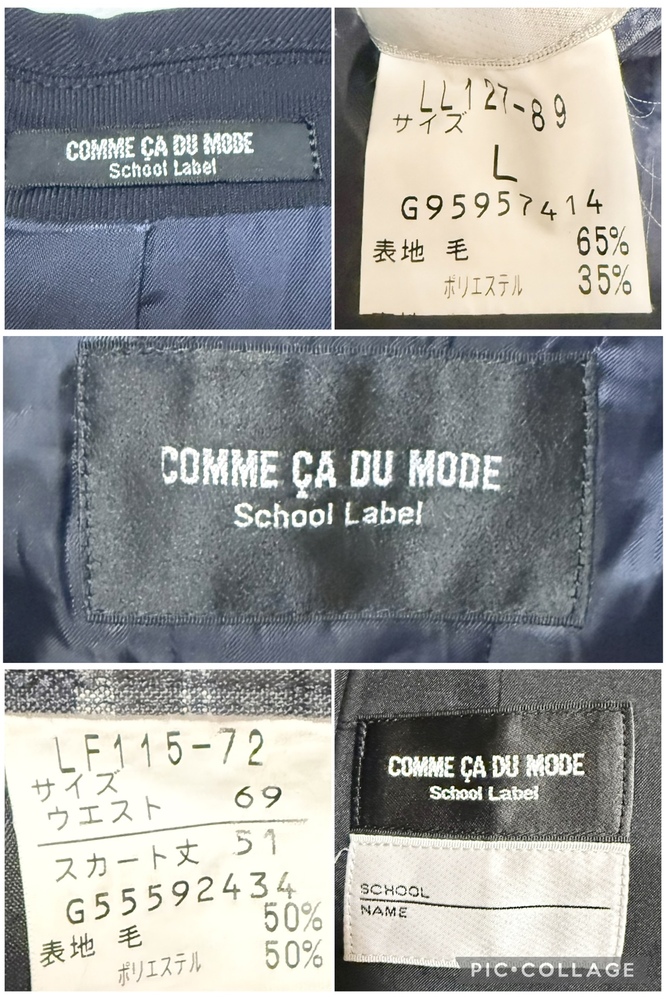 COMME ÇA DU MODE
School Label
LL127-89
サイズ
L
G95957414
表地 毛 65%
ポリエステル 35%
COMME ÇA DU MODE
School Label
LF115-72
サイズ
ウエスト 69
スカート丈 51
G55592434
表地 毛 50%
ポリエステル 50%
COMME ÇA DU MODE
School Label
SCHOOL
NAME
PIC•COLLAGE